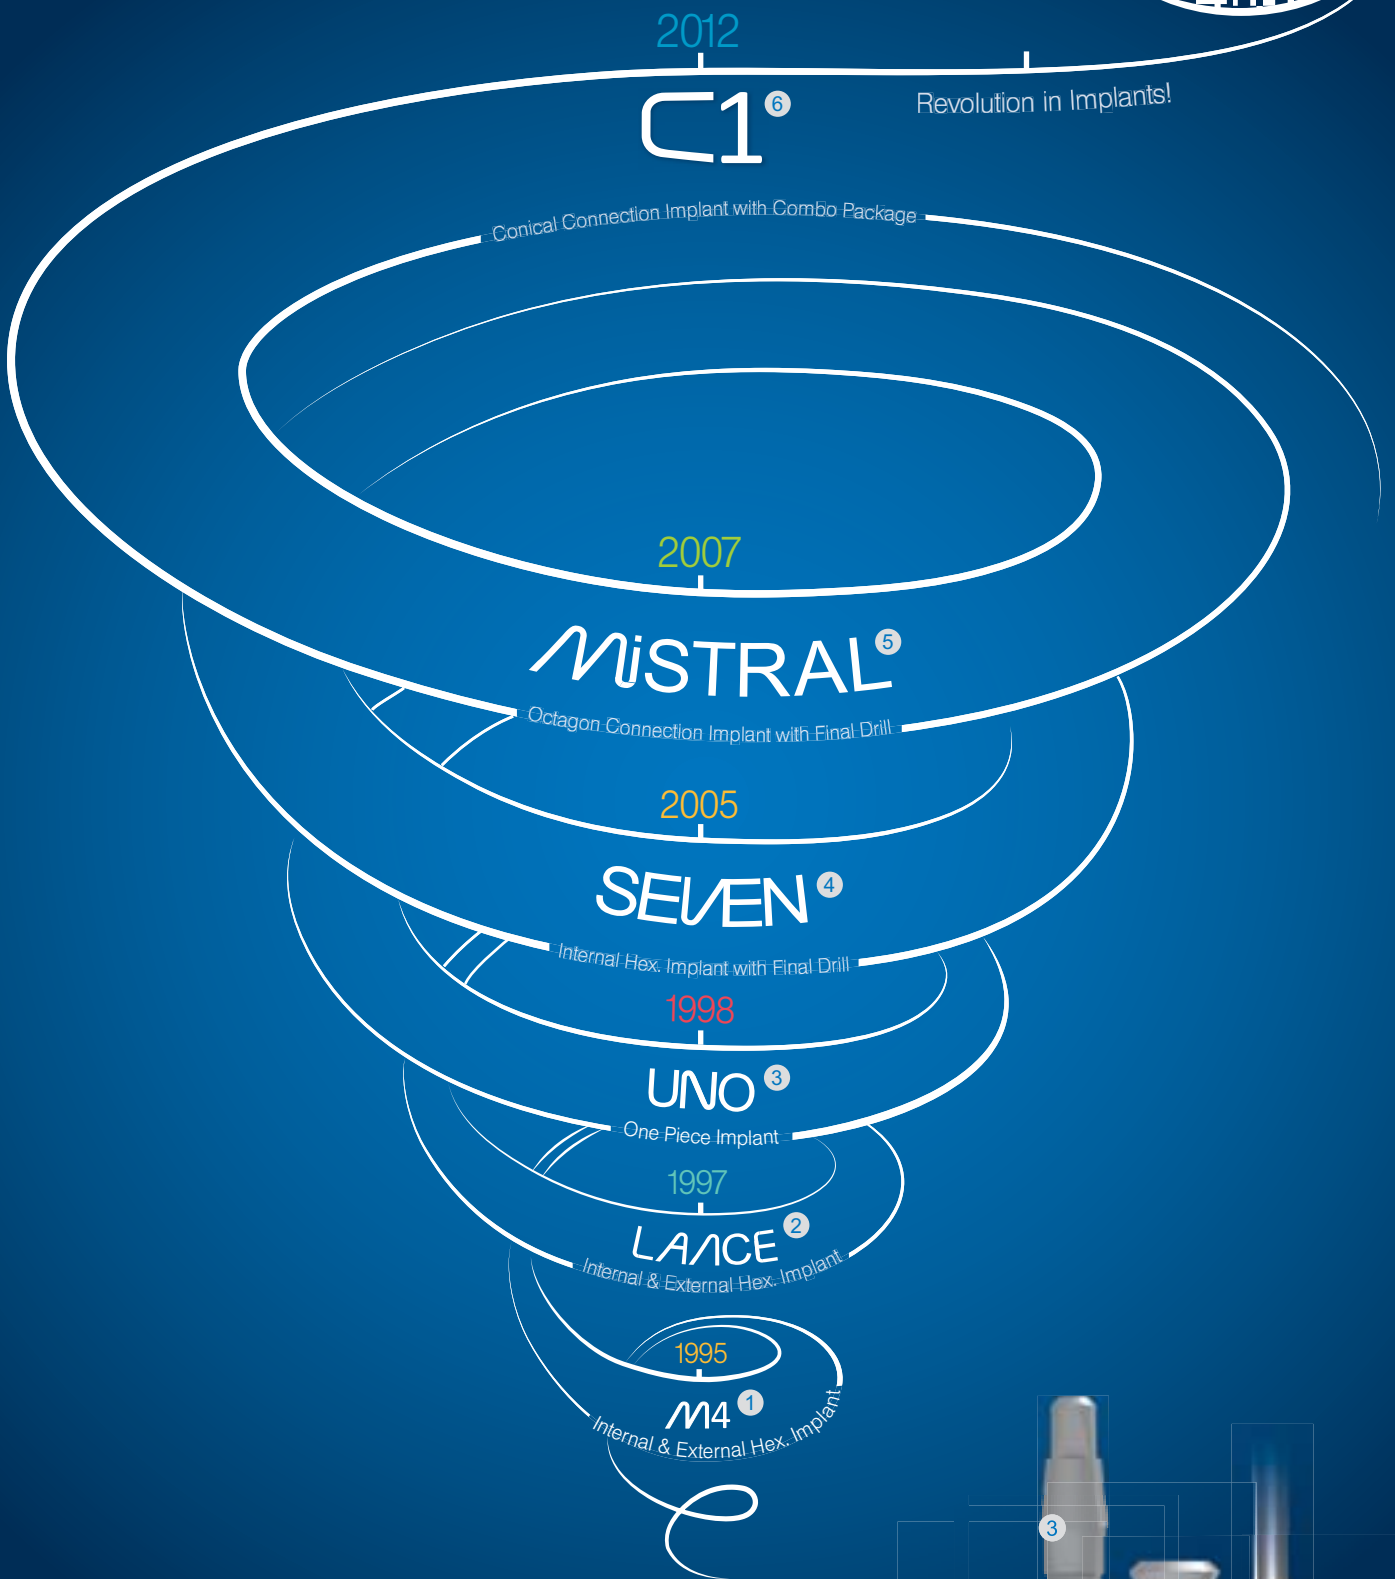 2012
C1 6
Revolution in Implants!
Conical Connection Implant with Combo Package
2007
MiSTRAL 5
Octagon Connection Implant with Final Drill
2005
SEVEN 4
Internal Hex. Implant with Final Drill
1998
UNO 3
One Piece Implant
1997
LANCE 2
Internal & External Hex. Implant
1995
M4 1
Internal & External Hex. Implant
3